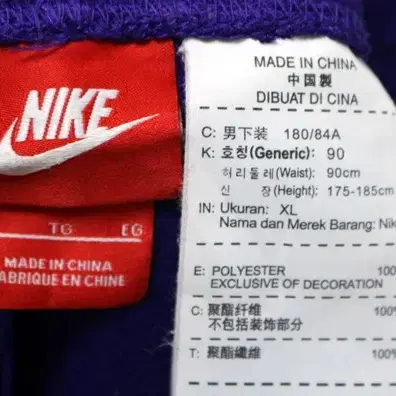 NIKE
TG EG
MADE IN CHINA
FABRIQUE EN CHINE
MADE IN CHINA
中国製
DIBUAT DI CINA
C: 男下装 180/84A
K: 호칭(Generic): 90
허리둘레(Waist): 90cm
신 장(Height): 175-185cm
IN: Ukuran: XL
Nama dan Merek Barang: Nik
E: POLYESTER 100
EXCLUSIVE OF DECORATION
C: 聚酯纤维 100%
不包括装饰部分
T: 聚酯纖維 100%